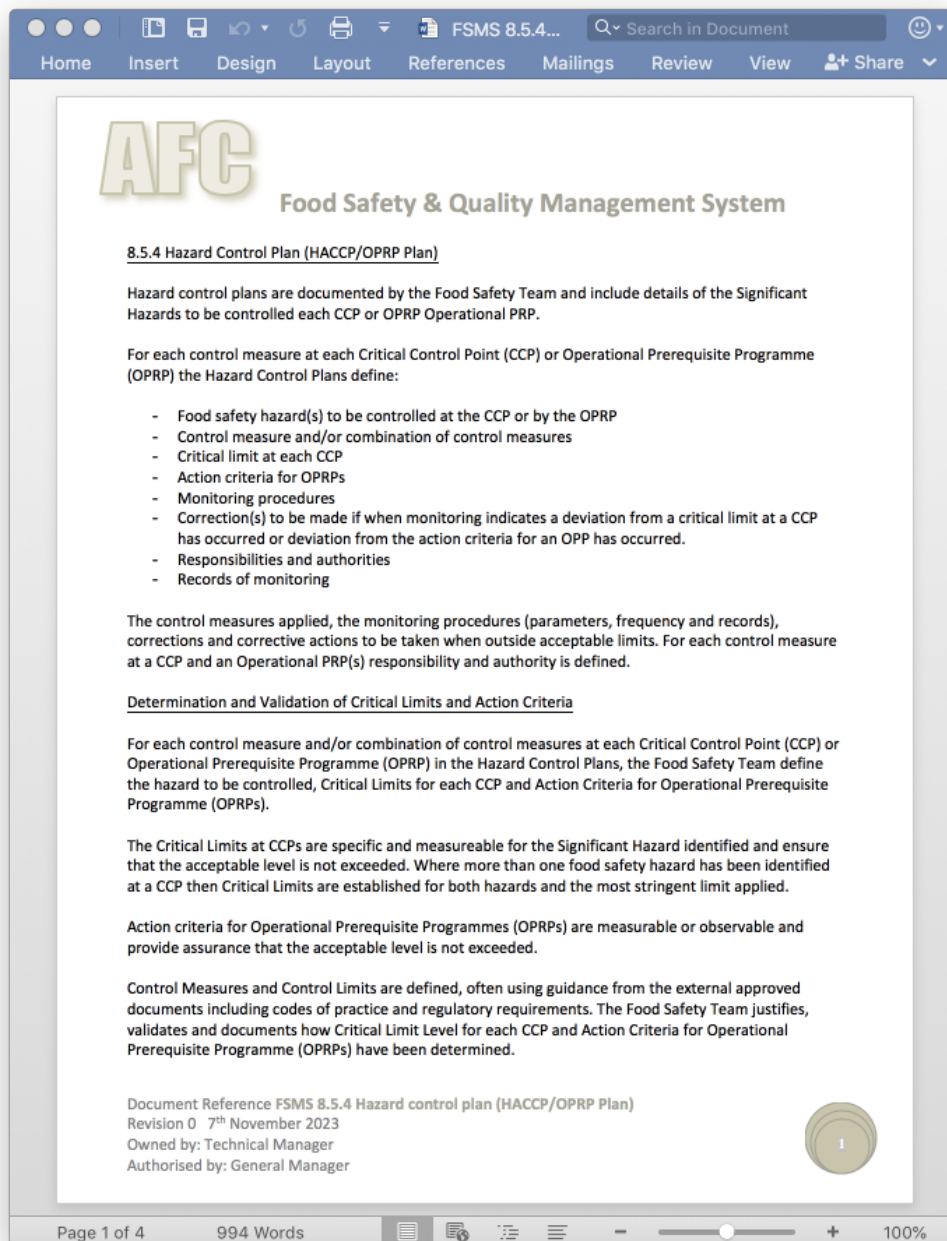 FSMS 8.5.4...
Search in Document
Home Insert Design Layout References Mailings Review View Share
AFC
Food Safety & Quality Management System
8.5.4 Hazard Control Plan (HACCP/OPRP Plan)
Hazard control plans are documented by the Food Safety Team and include details of the Significant
Hazards to be controlled each CCP or OPRP Operational PRP.
For each control measure at each Critical Control Point (CCP) or Operational Prerequisite Programme
(OPRP) the Hazard Control Plans define:
- Food safety hazard(s) to be controlled at the CCP or by the OPRP
- Control measure and/or combination of control measures
- Critical limit at each CCP
- Action criteria for OPRPs
- Monitoring procedures
- Correction(s) to be made if when monitoring indicates a deviation from a critical limit at a CCP
has occurred or deviation from the action criteria for an OPP has occurred.
- Responsibilities and authorities
- Records of monitoring
The control measures applied, the monitoring procedures (parameters, frequency and records),
corrections and corrective actions to be taken when outside acceptable limits. For each control measure
at a CCP and an Operational PRP(s) responsibility and authority is defined.
Determination and Validation of Critical Limits and Action Criteria
For each control measure and/or combination of control measures at each Critical Control Point (CCP) or
Operational Prerequisite Programme (OPRP) in the Hazard Control Plans, the Food Safety Team define
the hazard to be controlled, Critical Limits for each CCP and Action Criteria for Operational Prerequisite
Programme (OPRPs).
The Critical Limits at CCPs are specific and measureable for the Significant Hazard identified and ensure
that the acceptable level is not exceeded. Where more than one food safety hazard has been identified
at a CCP then Critical Limits are established for both hazards and the most stringent limit applied.
Action criteria for Operational Prerequisite Programmes (OPRPs) are measurable or observable and
provide assurance that the acceptable level is not exceeded.
Control Measures and Control Limits are defined, often using guidance from the external approved
documents including codes of practice and regulatory requirements. The Food Safety Team justifies,
validates and documents how Critical Limit Level for each CCP and Action Criteria for Operational
Prerequisite Programme (OPRPs) have been determined.
Document Reference FSMS 8.5.4 Hazard control plan (HACCP/OPRP Plan)
Revision 0 7th November 2023
Owned by: Technical Manager
Authorised by: General Manager
1
Page 1 of 4 994 Words 100%